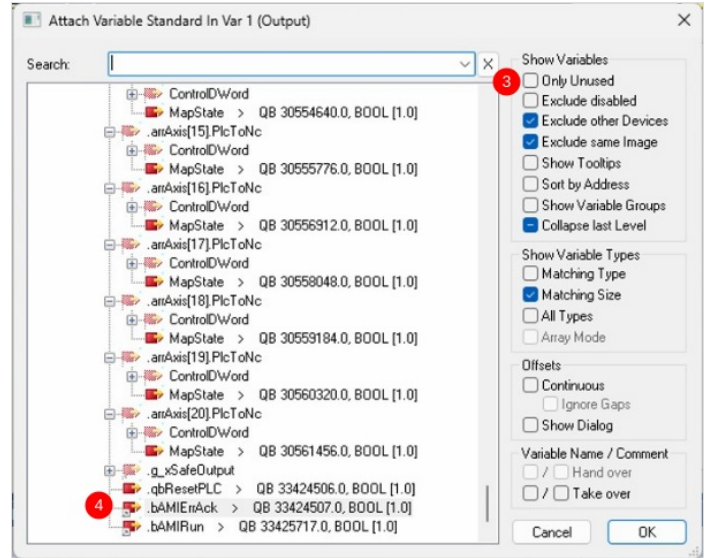 Attach Variable Standard In Var 1 (Output)
Search:
ControlDWord
MapState > QB 30554640.0, BOOL [1.0]
.arrAxis[15].PlcToNc
ControlDWord
MapState > QB 30555776.0, BOOL [1.0]
.arrAxis[16].PlcToNc
ControlDWord
MapState > QB 30556912.0, BOOL [1.0]
.arrAxis[17].PlcToNc
ControlDWord
MapState > QB 30558048.0, BOOL [1.0]
.arrAxis[18].PlcToNc
ControlDWord
MapState > QB 30559184.0, BOOL [1.0]
.arrAxis[19].PlcToNc
ControlDWord
MapState > QB 30560320.0, BOOL [1.0]
.arrAxis[20].PlcToNc
ControlDWord
MapState > QB 30561456.0, BOOL [1.0]
.g_xSafeOutput
.qbResetPLC > QB 33424506.0, BOOL [1.0]
4 .bAMIErrAck > QB 33424507.0, BOOL [1.0]
.bAMIRun > QB 33425717.0, BOOL [1.0]
Show Variables
3 Only Unused
Exclude disabled
Exclude other Devices
Exclude same Image
Show Tooltips
Sort by Address
Show Variable Groups
Collapse last Level
Show Variable Types
Matching Type
Matching Size
All Types
Array Mode
Offsets
Continuous
Ignore Gaps
Show Dialog
Variable Name / Comment
/ Hand over
/ Take over
Cancel OK